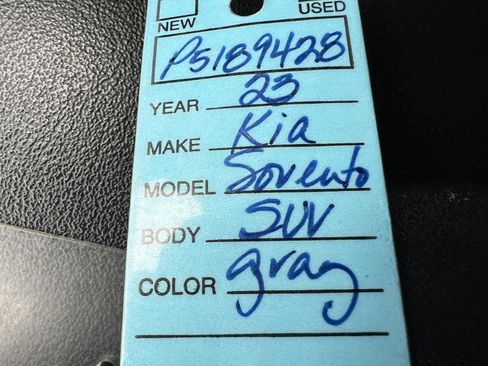 NEW USED
P5189428
YEAR 23
MAKE Kia
MODEL Sorento
BODY SUV
COLOR gray